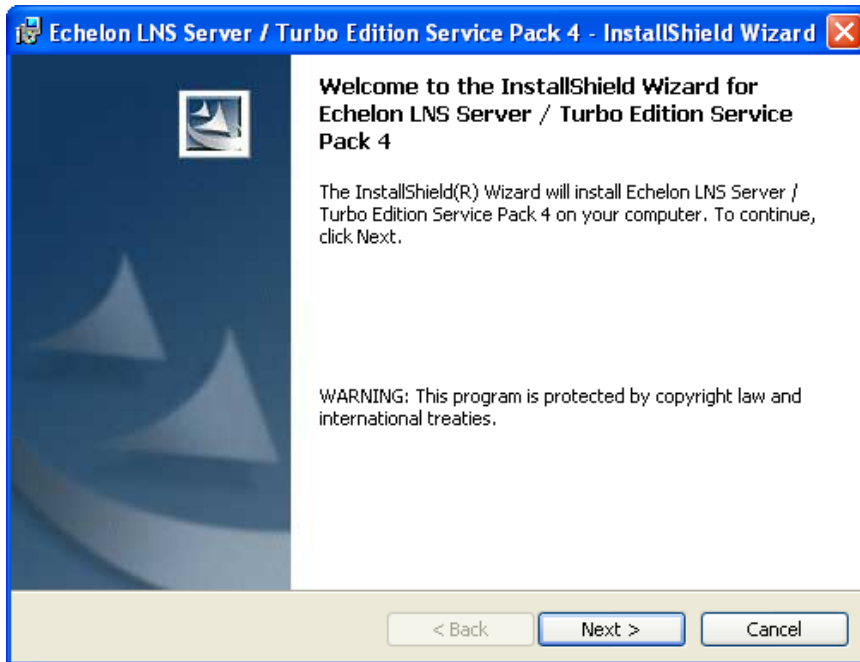 Echelon LNS Server / Turbo Edition Service Pack 4 - InstallShield Wizard
Welcome to the InstallShield Wizard for
Echelon LNS Server / Turbo Edition Service
Pack 4
The InstallShield(R) Wizard will install Echelon LNS Server /
Turbo Edition Service Pack 4 on your computer. To continue,
click Next.
WARNING: This program is protected by copyright law and
international treaties.
< Back
Next >
Cancel